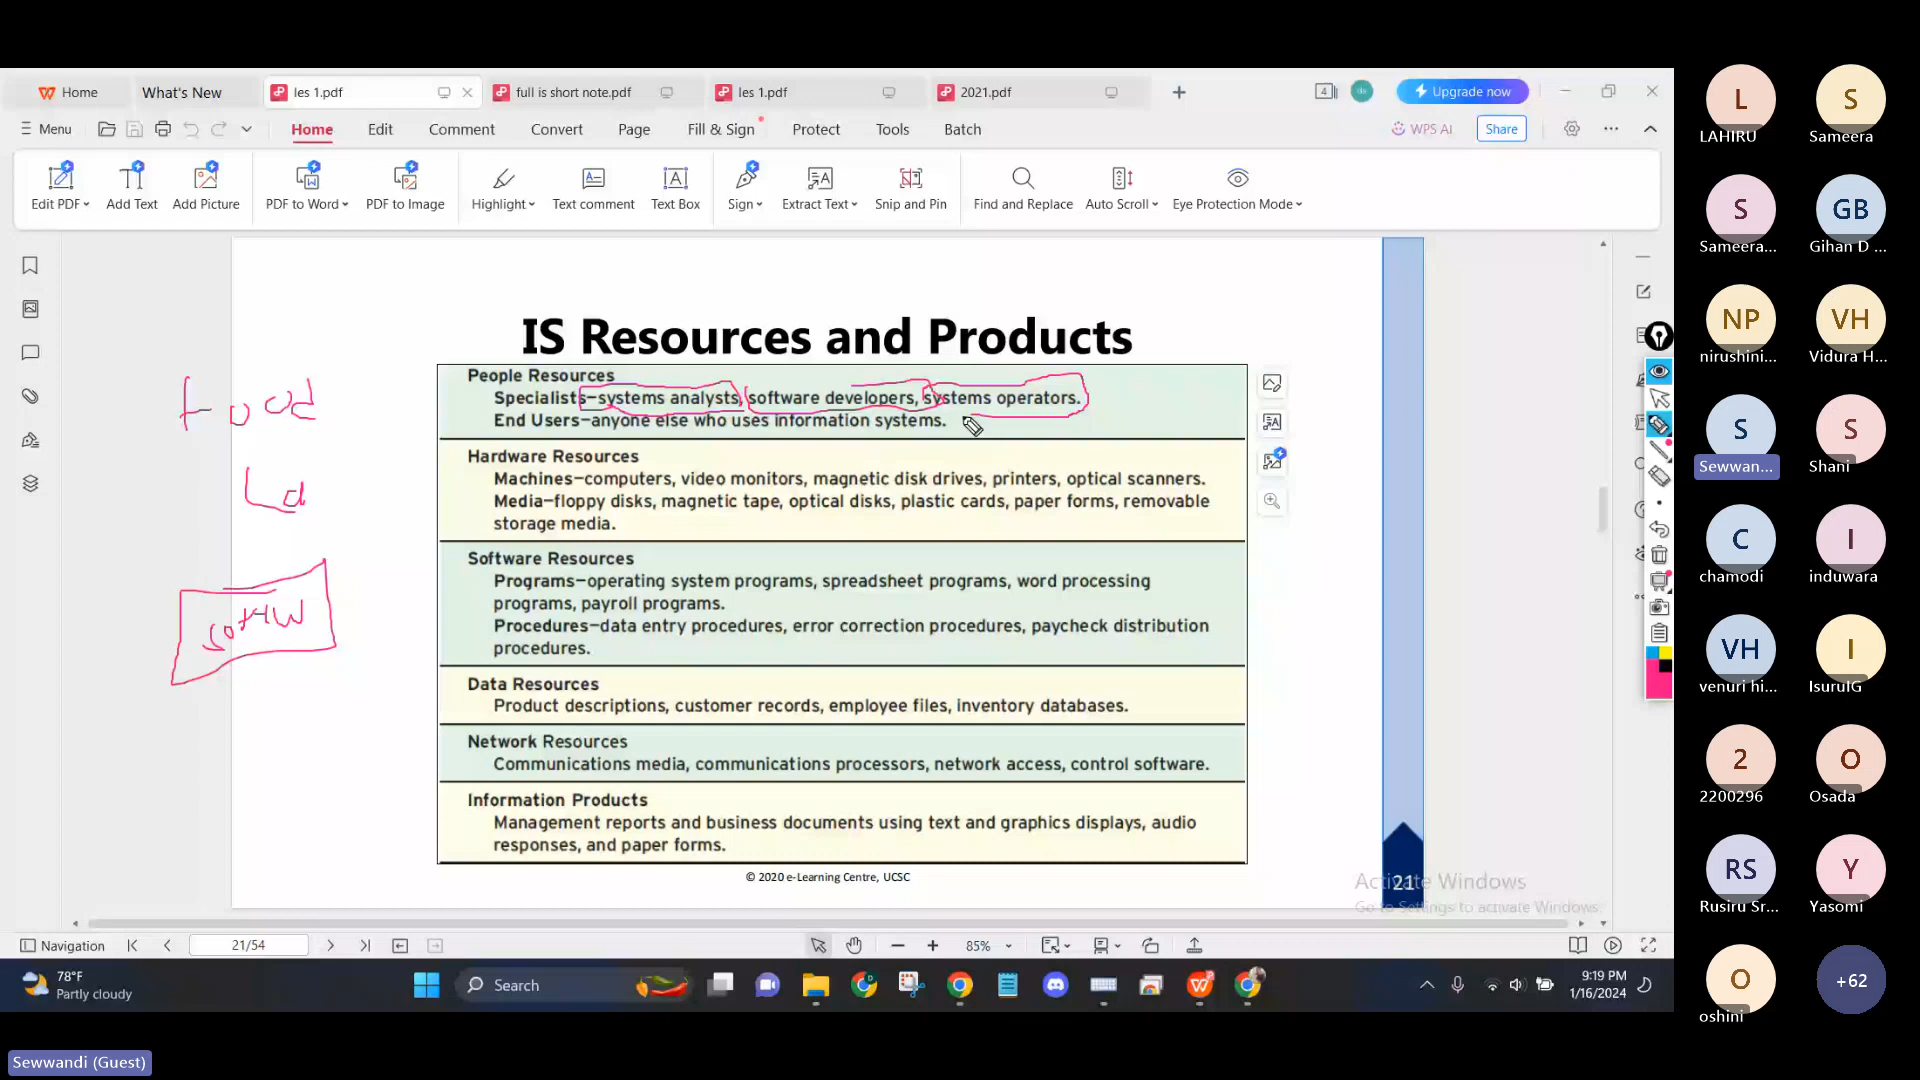 Home
What's New
les 1.pdf
full is short note.pdf
les 1.pdf
2021.pdf
4
ds
Upgrade now
Menu
Home
Edit
Comment
Convert
Page
Fill & Sign
Protect
Tools
Batch
WPS AI
Share
Edit PDF
Add Text
Add Picture
PDF to Word
PDF to Image
Highlight
Text comment
Text Box
Sign
Extract Text
Snip and Pin
Find and Replace
Auto Scroll
Eye Protection Mode
IS Resources and Products
People Resources
Specialists—systems analysts, software developers, systems operators.
End Users—anyone else who uses information systems.
Hardware Resources
Machines—computers, video monitors, magnetic disk drives, printers, optical scanners.
Media—floppy disks, magnetic tape, optical disks, plastic cards, paper forms, removable
storage media.
Software Resources
Programs—operating system programs, spreadsheet programs, word processing
programs, payroll programs.
Procedures—data entry procedures, error correction procedures, paycheck distribution
procedures.
Data Resources
Product descriptions, customer records, employee files, inventory databases.
Network Resources
Communications media, communications processors, network access, control software.
Information Products
Management reports and business documents using text and graphics displays, audio
responses, and paper forms.
© 2020 e-Learning Centre, UCSC
21
Food
Activate Windows
Go to Settings to activate Windows.
Navigation
21/54
85%
78°F
Partly cloudy
Search
9:19 PM
1/16/2024
L
LAHIRU
S
Sameera
S
Sameera...
GB
Gihan D ...
NP
nirushini...
VH
Vidura H...
S
Sewwan...
S
Shani
C
chamodi
I
induwara
VH
venuri hi...
I
IsuruIG
2
2200296
O
Osada
RS
Rusiru Sr...
Y
Yasomi
O
oshini
+62
Sewwandi (Guest)